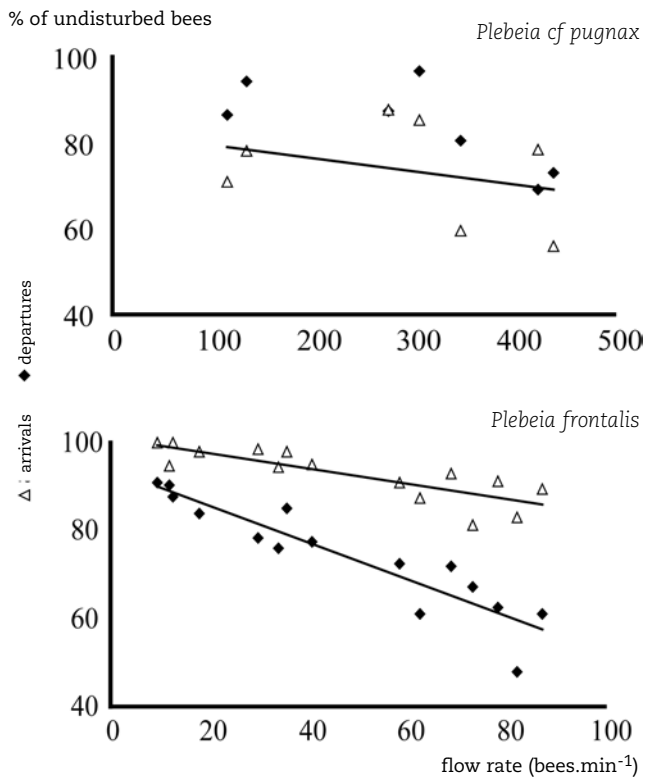 % of undisturbed bees
Plebeia cf pugnax
100
80
60
40
0 100 200 300 400 500
◆ departures
△ : arrivals
Plebeia frontalis
100
80
60
40
0 20 40 60 80 100
flow rate (bees.min-1)